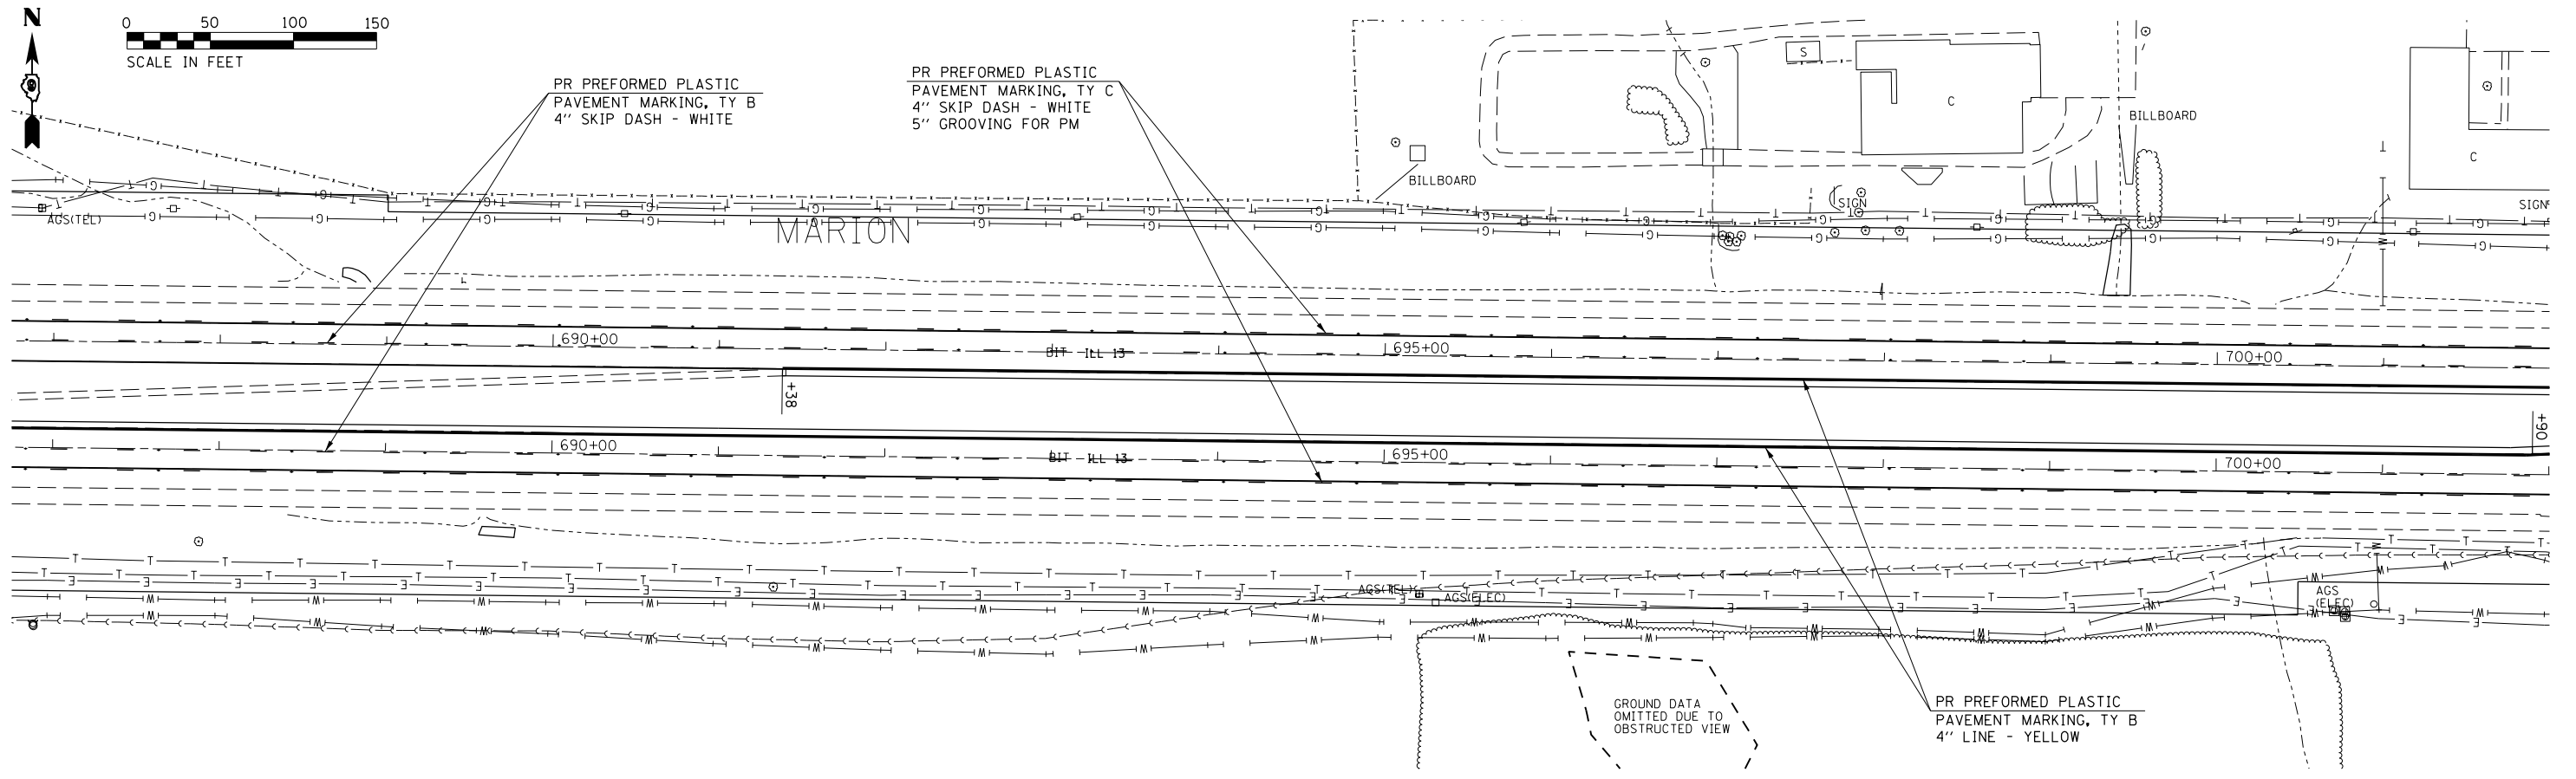 N
0 50 100 150
SCALE IN FEET
PR PREFORMED PLASTIC
PAVEMENT MARKING, TY B
4'' SKIP DASH - WHITE
PR PREFORMED PLASTIC
PAVEMENT MARKING, TY C
4'' SKIP DASH - WHITE
5'' GROOVING FOR PM
S
C
BILLBOARD
C
BILLBOARD
SIGN
SIGN
AGS(TEL)
MARION
690+00
BIT ILL 13
695+00
700+00
+38
+90
690+00
BIT ILL 13
695+00
700+00
AGS(TEL)
AGS(ELEC)
AGS
(ELEC)
GROUND DATA
OMITTED DUE TO
OBSTRUCTED VIEW
PR PREFORMED PLASTIC
PAVEMENT MARKING, TY B
4'' LINE - YELLOW